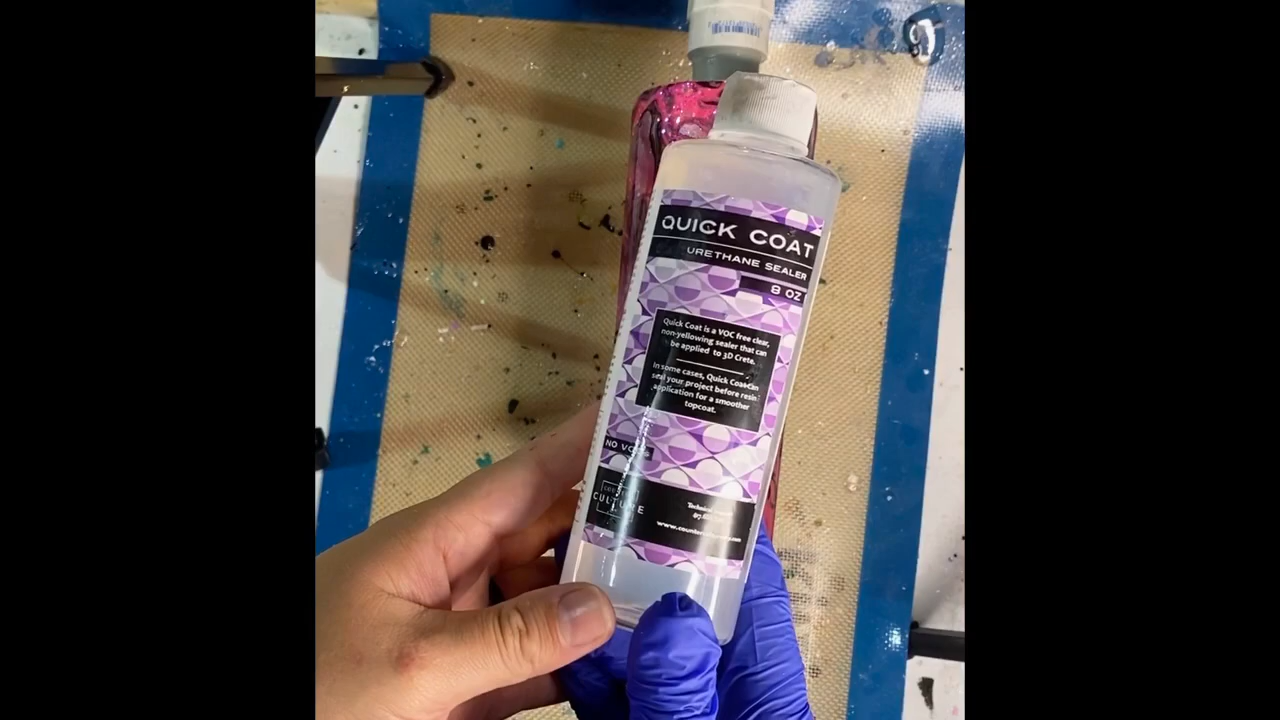 QUICK COAT
URETHANE SEALER
8 OZ
Quick Coat is a VOC free clear,
non-yellowing sealer that can
be applied to 3D Crete.
In some cases, Quick Coat can
seal your project before resin
application for a smoother
topcoat.
NO
CULTURE
Technical